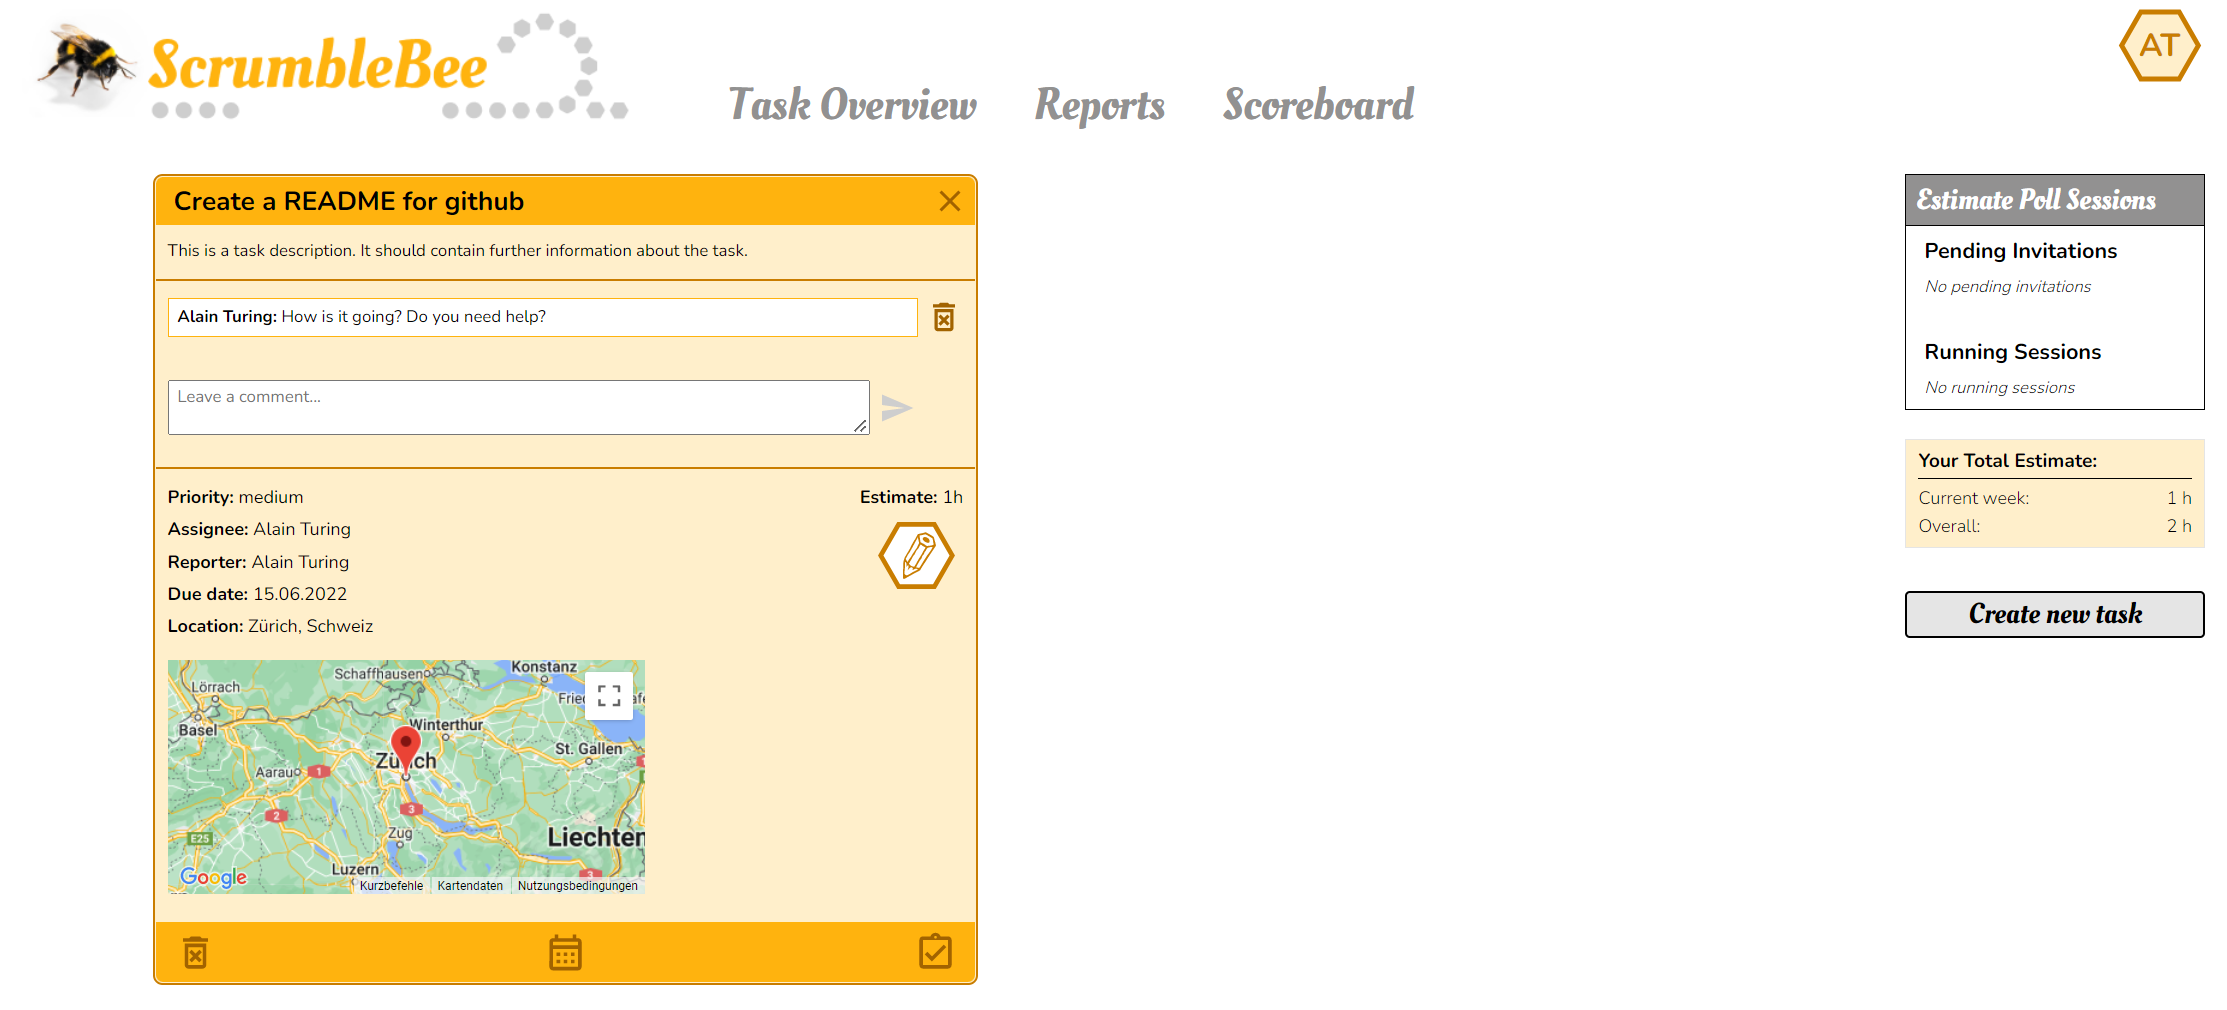 ScrumbleBee
AT
Task Overview Reports Scoreboard
Create a README for github
This is a task description. It should contain further information about the task.
Alain Turing: How is it going? Do you need help?
Leave a comment...
Priority: medium
Estimate: 1h
Assignee: Alain Turing
Reporter: Alain Turing
Due date: 15.06.2022
Location: Zürich, Schweiz
Konstanz
Schaffhausen
Lörrach
Basel
Winterthur
St. Gallen
Zürich
Aarau
1
3
2
Zug
E25
Liechten
Luzern
3
Google
Kurzbefehle Kartendaten Nutzungsbedingungen
Estimate Poll Sessions
Pending Invitations
No pending invitations
Running Sessions
No running sessions
Your Total Estimate:
Current week: 1 h
Overall: 2 h
Create new task